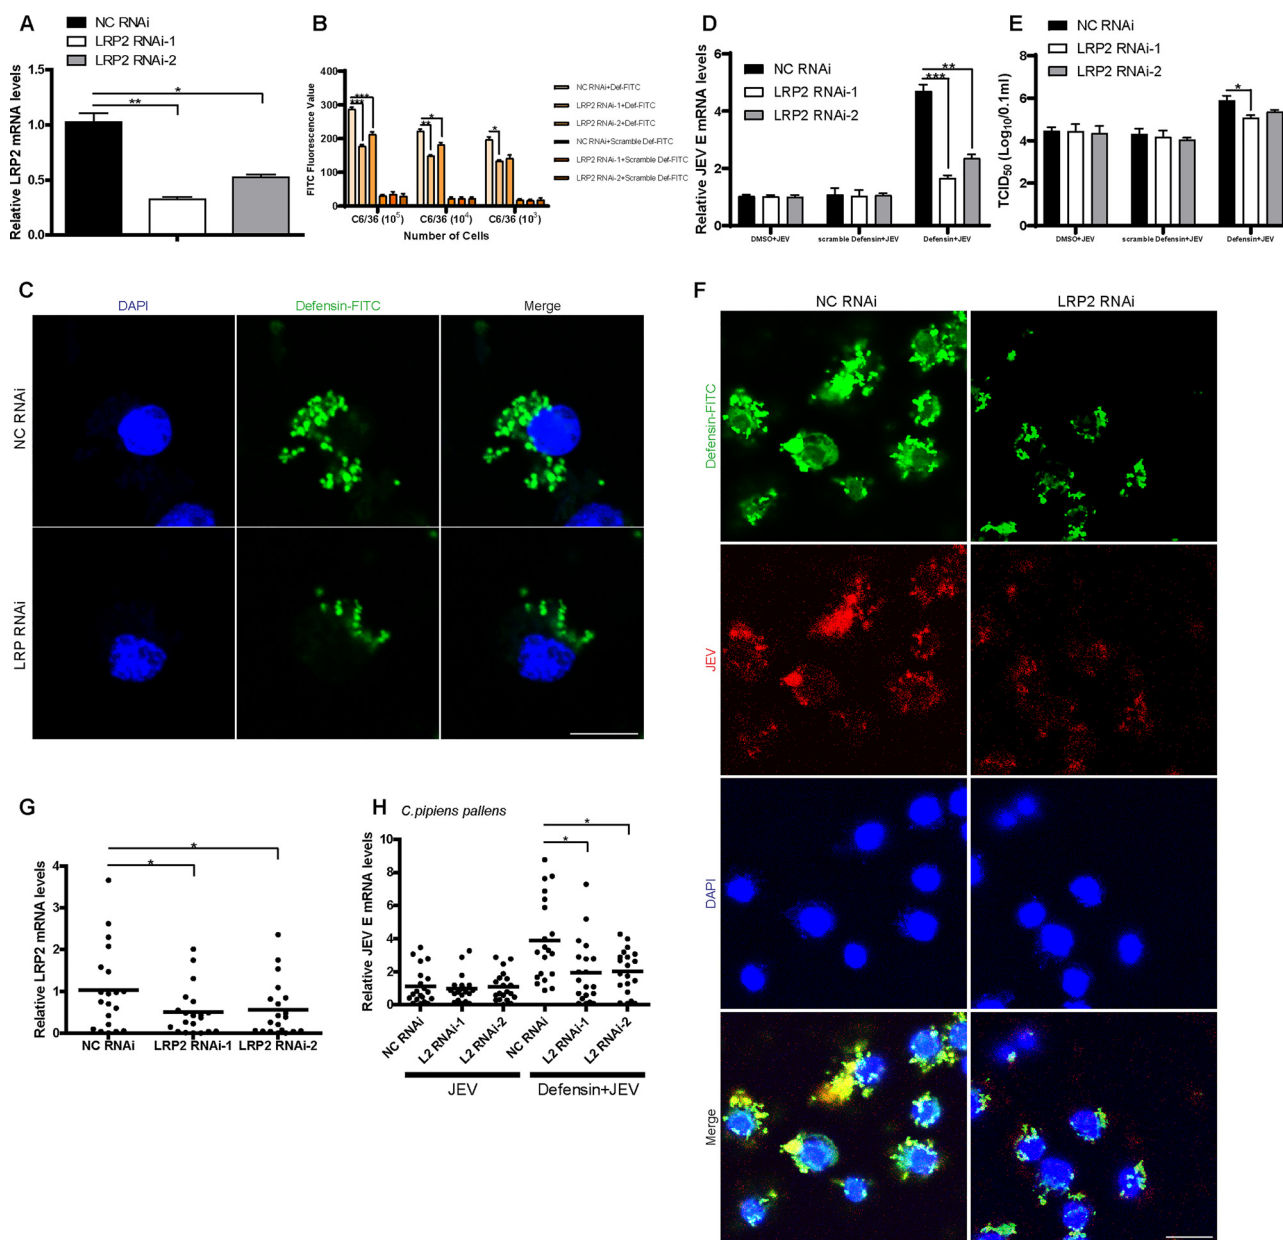 A
NC RNAi
LRP2 RNAi-1
LRP2 RNAi-2
Relative LRP2 mRNA levels
1.5
1.0
0.5
0.0
**
*
B
FITC Fluorescence Value
400
300
200
100
0
***
***
**
*
*
C6/36 (10⁵)
C6/36 (10⁴)
C6/36 (10³)
Number of Cells
NC RNAi+Def-FITC
LRP2 RNAi-1+Def-FITC
LRP2 RNAi-2+Def-FITC
NC RNAi+Scramble Def-FITC
LRP2 RNAi-1+Scramble Def-FITC
LRP2 RNAi-2+Scramble Def-FITC
D
Relative JEV E mRNA levels
6
4
2
0
NC RNAi
LRP2 RNAi-1
LRP2 RNAi-2
**
***
DMSO+JEV
scramble Defensin+JEV
Defensin+JEV
E
TCID₅₀ (Log₁₀/0.1ml)
8
6
4
2
0
NC RNAi
LRP2 RNAi-1
LRP2 RNAi-2
*
DMSO+JEV
scramble Defensin+JEV
Defensin+JEV
C
DAPI
Defensin-FITC
Merge
NC RNAi
LRP RNAi
F
NC RNAi
LRP2 RNAi
Defensin-FITC
JEV
DAPI
Merge
G
Relative LRP2 mRNA levels
4
3
2
1
0
*
*
NC RNAi
LRP2 RNAi-1
LRP2 RNAi-2
H
C.pipiens pallens
Relative JEV E mRNA levels
10
8
6
4
2
0
*
*
NC RNAi
L2 RNAi-1
L2 RNAi-2
NC RNAi
L2 RNAi-1
L2 RNAi-2
JEV
Defensin+JEV